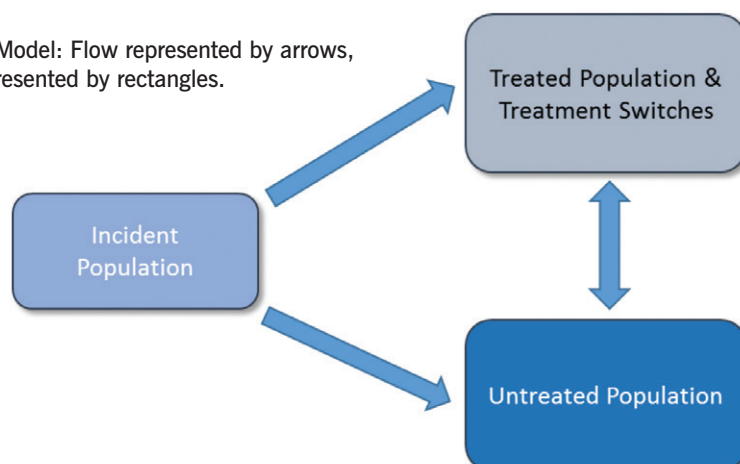 Model: Flow represented by arrows,
resented by rectangles.
Treated Population &
Treatment Switches
Incident
Population
Untreated Population